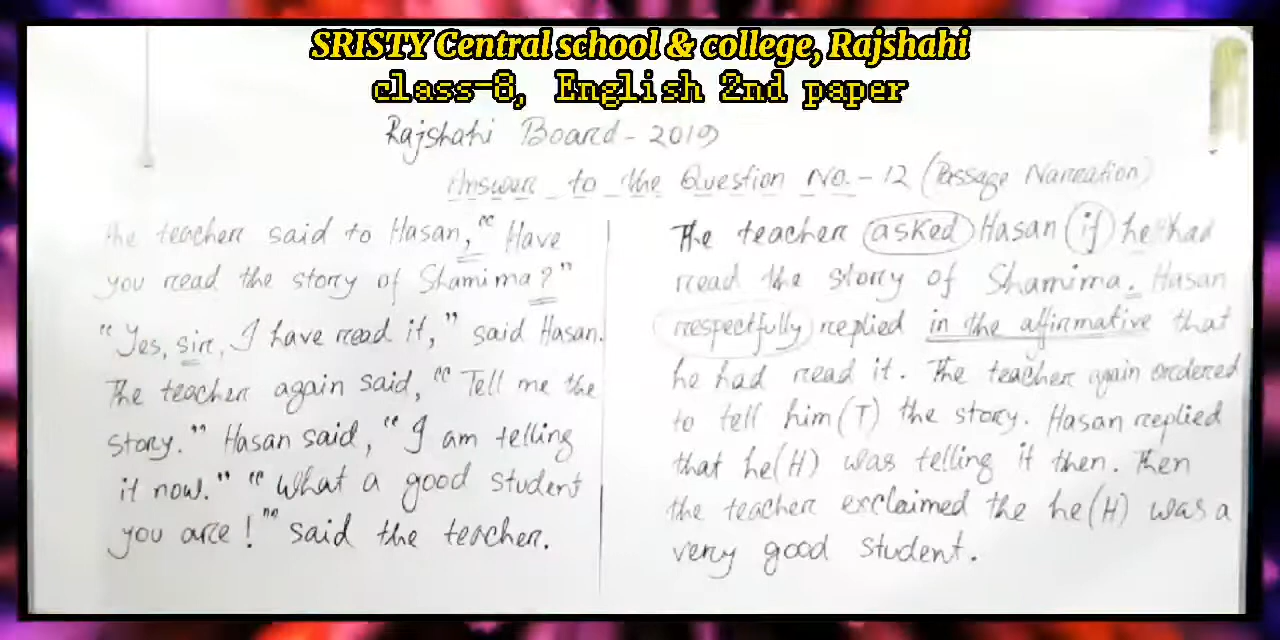 SRISTY Central school & college, Rajshahi
class-8, English 2nd paper
Rajshahi Board - 2019
Answer to the Question No. - 12 (Passage Narration)
The teacher said to Hasan, "Have
you read the story of Shamima?"
"Yes, sir, I have read it," said Hasan.
The teacher again said, "Tell me the
story." Hasan said, "I am telling
it now." "What a good student
you are!" said the teacher.
The teacher asked Hasan if he had
read the story of Shamima. Hasan
respectfully replied in the affirmative that
he had read it. The teacher again ordered
to tell him (T) the story. Hasan replied
that he (H) was telling it then. Then
the teacher exclaimed the he (H) was a
very good student.